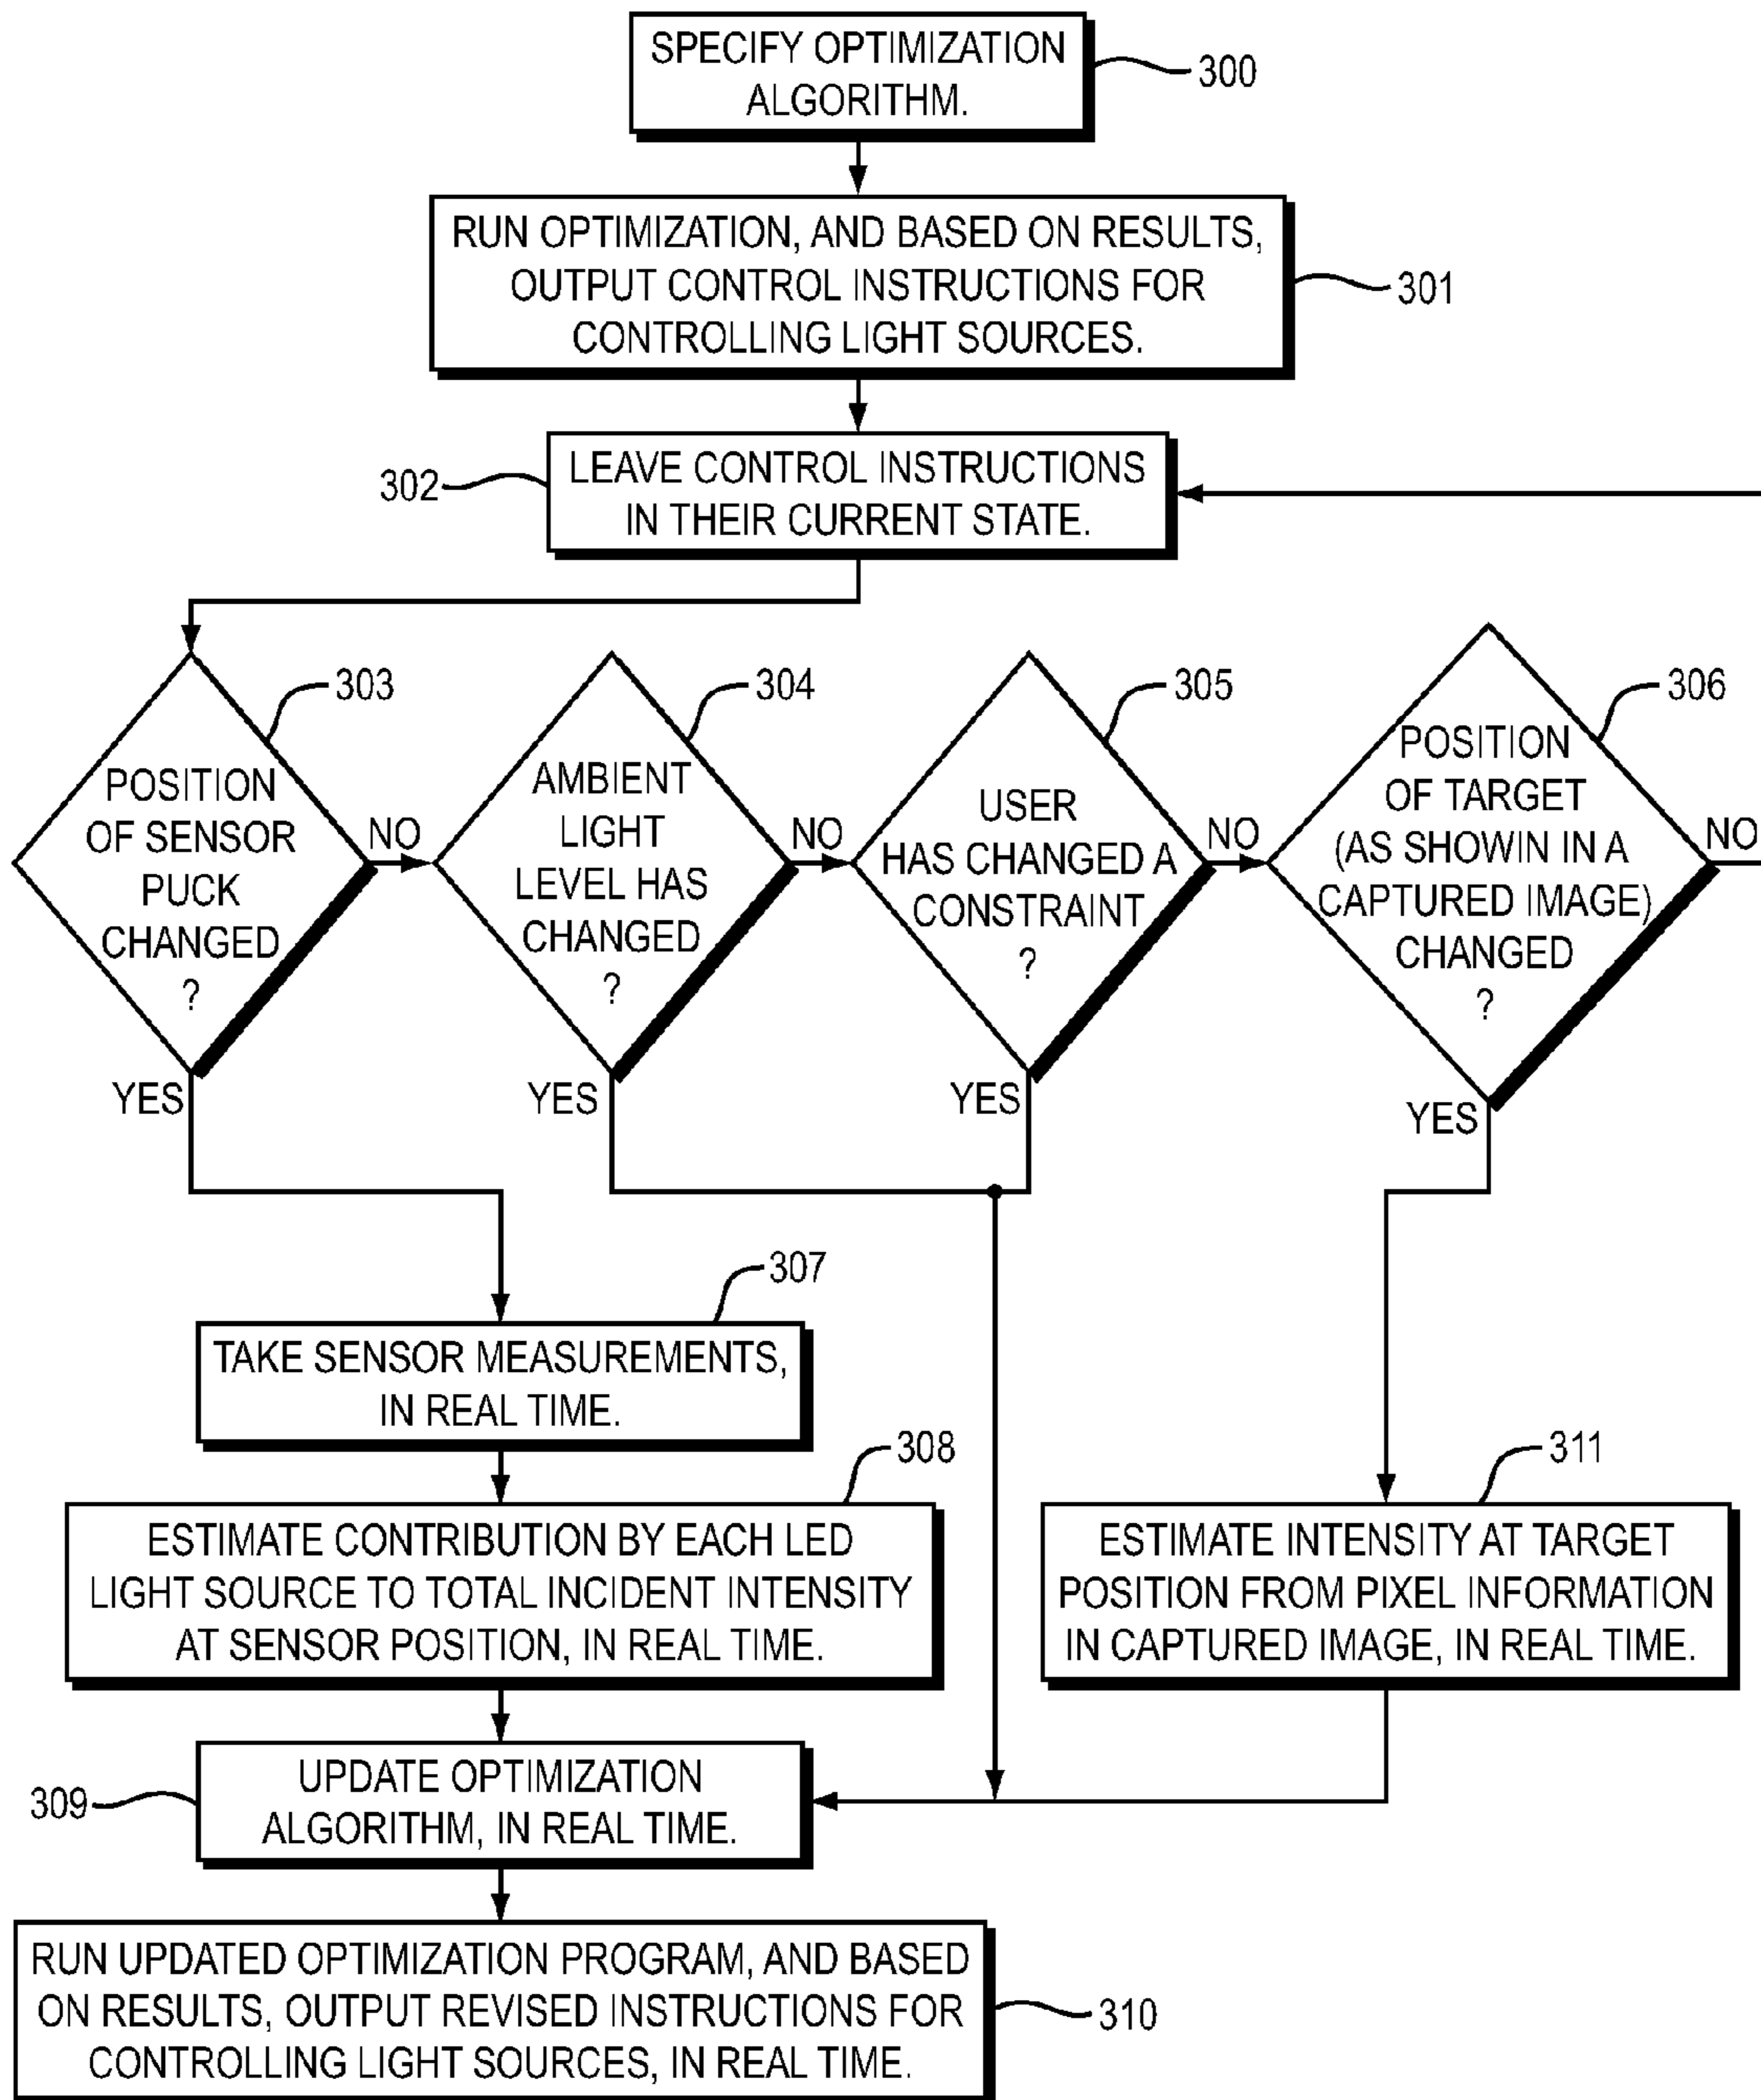 SPECIFY OPTIMIZATION
ALGORITHM.
300
RUN OPTIMIZATION, AND BASED ON RESULTS,
OUTPUT CONTROL INSTRUCTIONS FOR
CONTROLLING LIGHT SOURCES.
301
302
LEAVE CONTROL INSTRUCTIONS
IN THEIR CURRENT STATE.
303
POSITION
OF SENSOR
PUCK
CHANGED
?
NO
YES
304
AMBIENT
LIGHT
LEVEL HAS
CHANGED
?
NO
YES
305
USER
HAS CHANGED A
CONSTRAINT
?
NO
YES
306
POSITION
OF TARGET
(AS SHOWIN IN A
CAPTURED IMAGE)
CHANGED
?
NO
YES
307
TAKE SENSOR MEASUREMENTS,
IN REAL TIME.
308
ESTIMATE CONTRIBUTION BY EACH LED
LIGHT SOURCE TO TOTAL INCIDENT INTENSITY
AT SENSOR POSITION, IN REAL TIME.
311
ESTIMATE INTENSITY AT TARGET
POSITION FROM PIXEL INFORMATION
IN CAPTURED IMAGE, IN REAL TIME.
309
UPDATE OPTIMIZATION
ALGORITHM, IN REAL TIME.
RUN UPDATED OPTIMIZATION PROGRAM, AND BASED
ON RESULTS, OUTPUT REVISED INSTRUCTIONS FOR
CONTROLLING LIGHT SOURCES, IN REAL TIME.
310